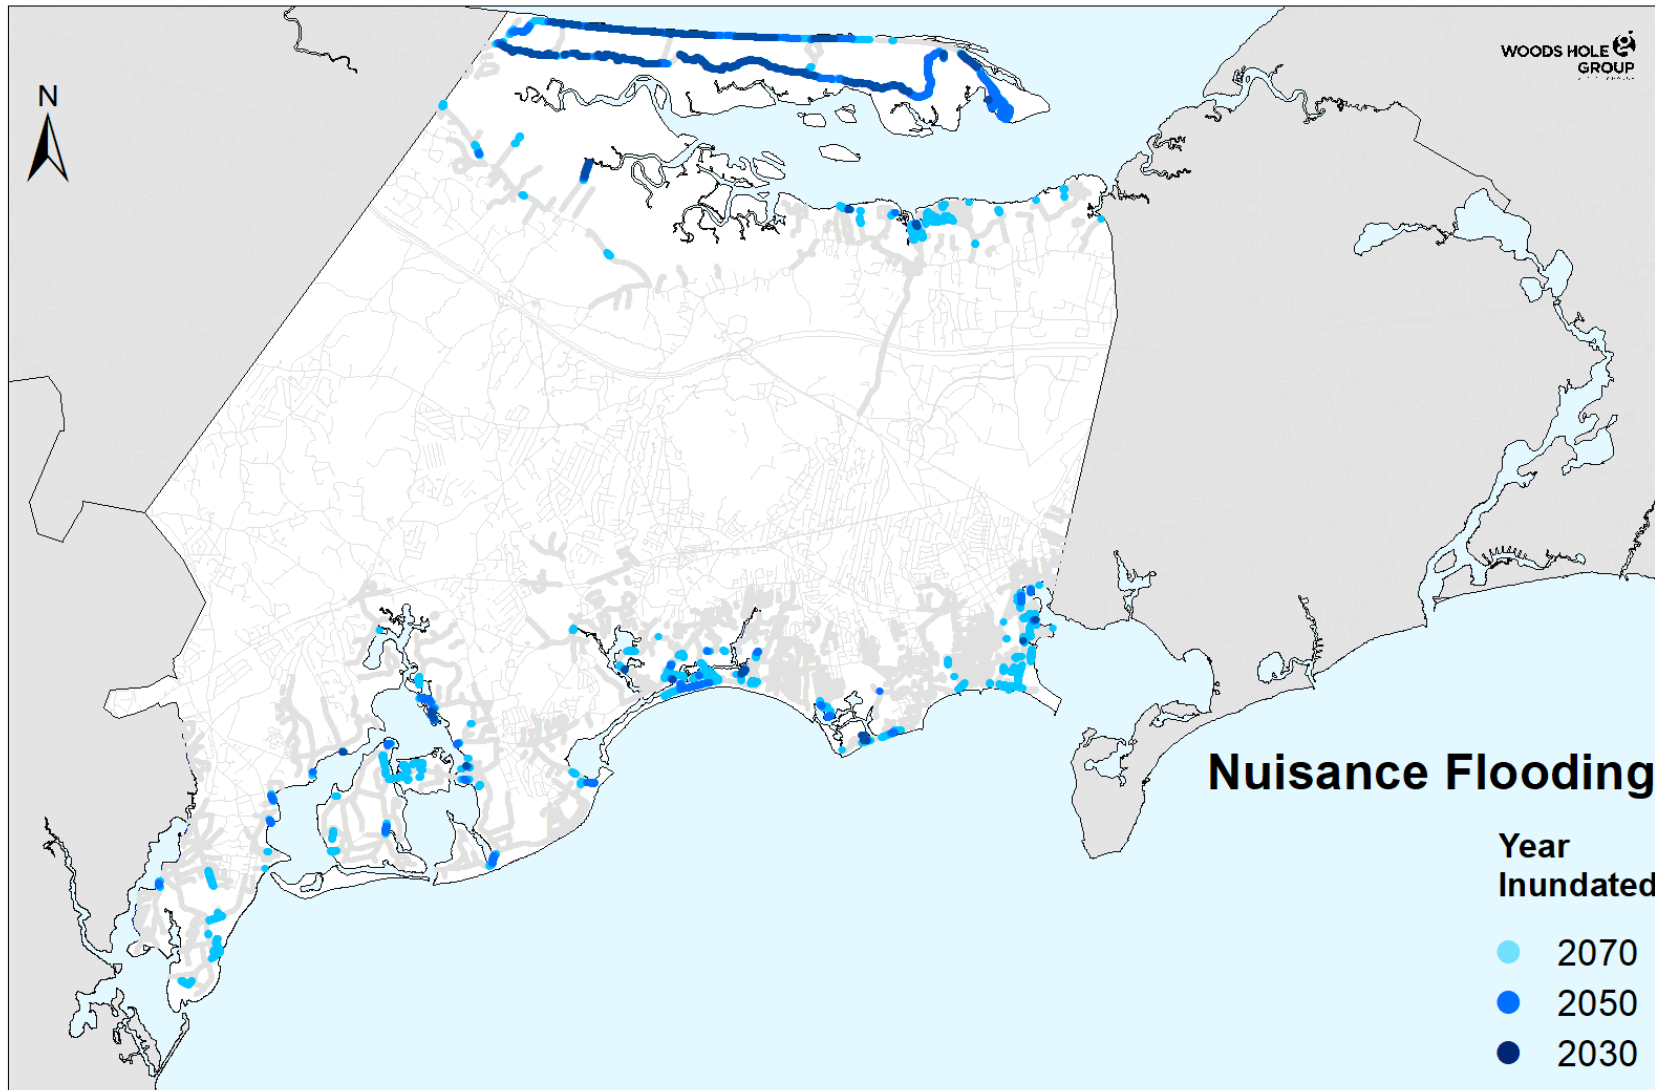 N
WOODS HOLE
GROUP
Nuisance Flooding
Year
Inundated
2070
2050
2030